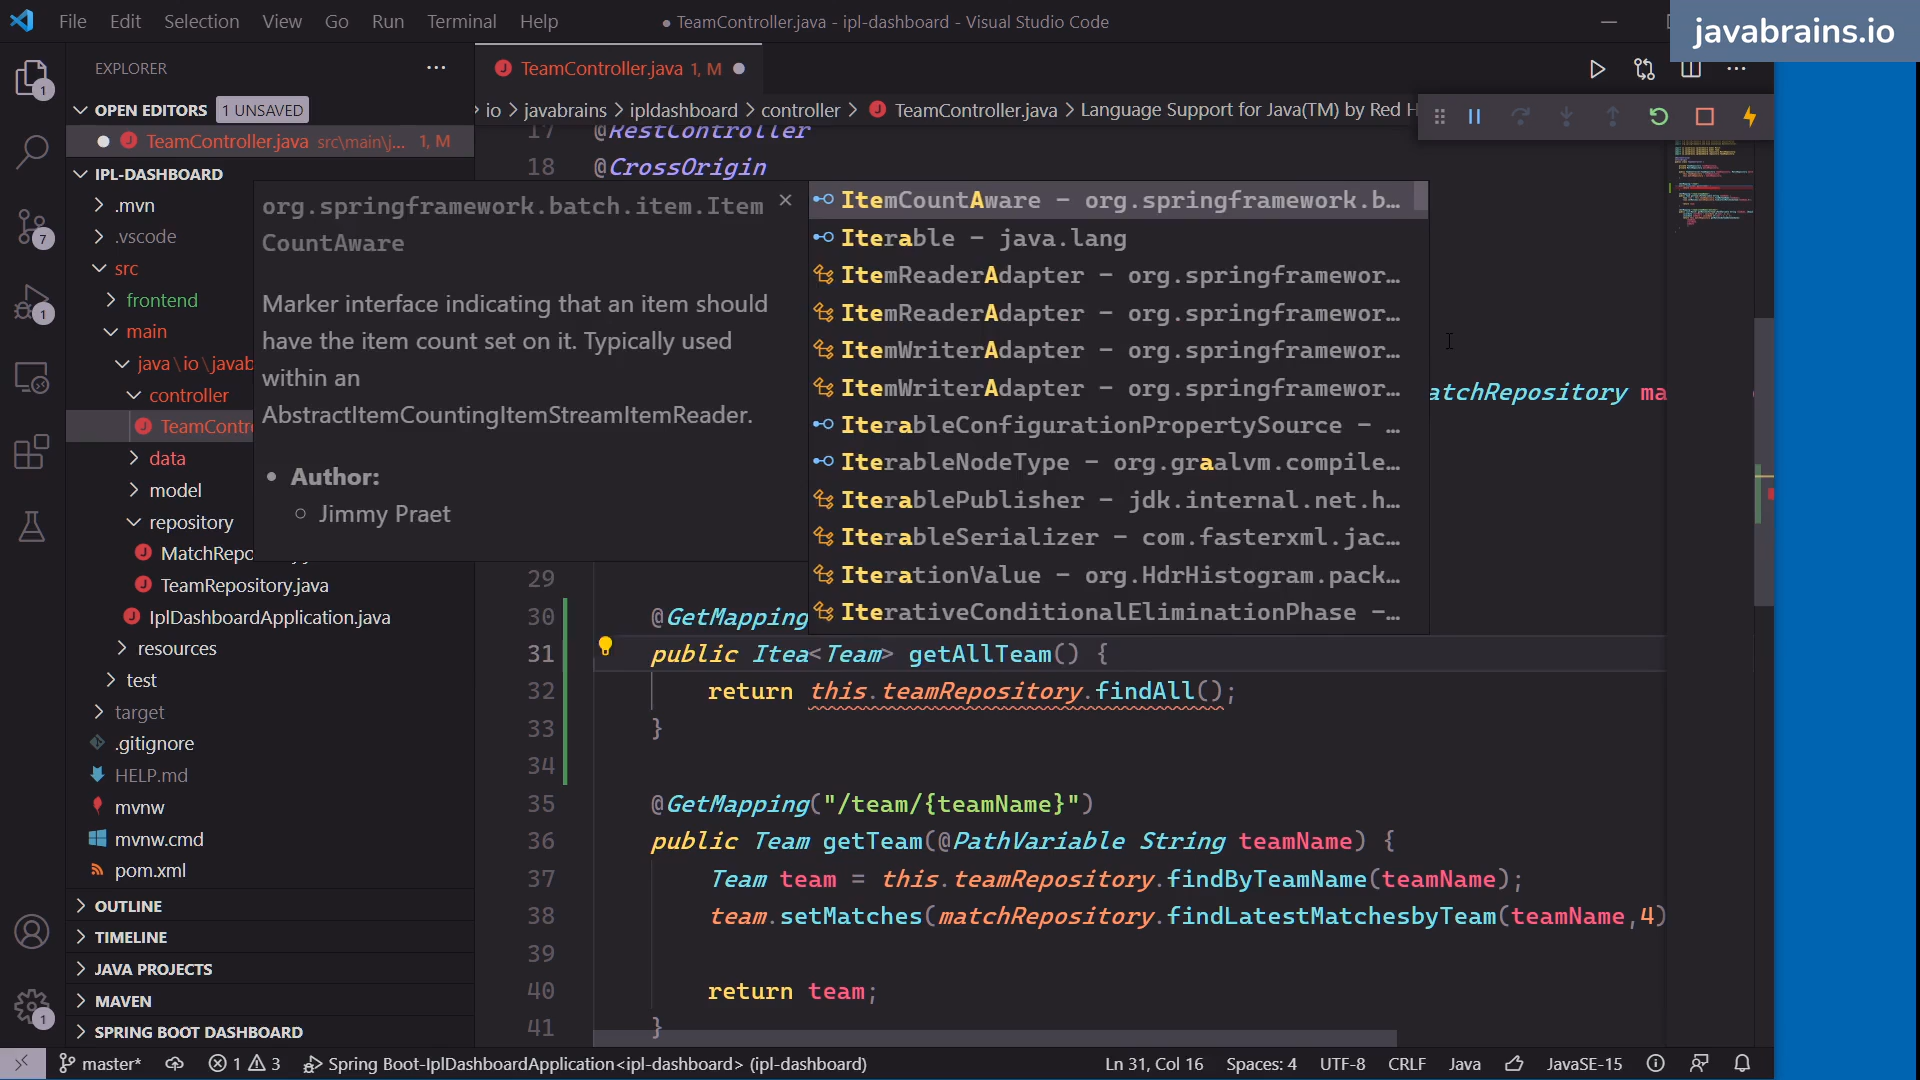 File Edit Selection View Go Run Terminal Help
● TeamController.java - ipl-dashboard - Visual Studio Code
javabrains.io
EXPLORER
TeamController.java 1, M
OPEN EDITORS 1 UNSAVED
io > javabrains > ipldashboard > controller > TeamController.java > Language Support for Java(TM) by Red H
TeamController.java src\main\j... 1, M
17 @RestController
18 @CrossOrigin
IPL-DASHBOARD
.mvn
.vscode
src
frontend
main
java\io\javab
controller
TeamContr
data
model
repository
MatchRepo
TeamRepository.java
IplDashboardApplication.java
resources
test
target
.gitignore
HELP.md
mvnw
mvnw.cmd
pom.xml
OUTLINE
TIMELINE
JAVA PROJECTS
MAVEN
SPRING BOOT DASHBOARD
org.springframework.batch.item.Item
CountAware
Marker interface indicating that an item should
have the item count set on it. Typically used
within an
AbstractItemCountingItemStreamItemReader.
Author:
Jimmy Praet
ItemCountAware – org.springframework.b…
Iterable – java.lang
ItemReaderAdapter – org.springframewor…
ItemReaderAdapter – org.springframewor…
ItemWriterAdapter – org.springframewor…
ItemWriterAdapter – org.springframewor…
IterableConfigurationPropertySource – …
IterableNodeType – org.graalvm.compile…
IterablePublisher – jdk.internal.net.h…
IterableSerializer – com.fasterxml.jac…
IterationValue – org.HdrHistogram.pack…
IterativeConditionalEliminationPhase –…
atchRepository ma
29
30 @GetMapping
31 public Itea<Team> getAllTeam() {
32 return this.teamRepository.findAll();
33 }
34
35 @GetMapping("/team/{teamName}")
36 public Team getTeam(@PathVariable String teamName) {
37 Team team = this.teamRepository.findByTeamName(teamName);
38 team.setMatches(matchRepository.findLatestMatchesbyTeam(teamName,4)
39
40 return team;
41 }
master* 1 3 Spring Boot-IplDashboardApplication<ipl-dashboard> (ipl-dashboard)
Ln 31, Col 16 Spaces: 4 UTF-8 CRLF Java JavaSE-15